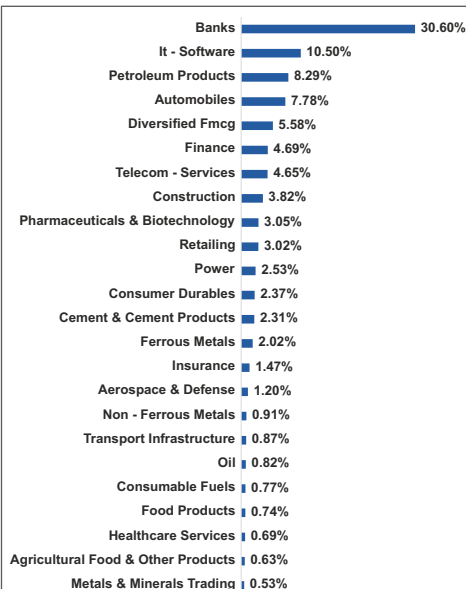 Banks 30.60%
It - Software 10.50%
Petroleum Products 8.29%
Automobiles 7.78%
Diversified Fmcg 5.58%
Finance 4.69%
Telecom - Services 4.65%
Construction 3.82%
Pharmaceuticals & Biotechnology 3.05%
Retailing 3.02%
Power 2.53%
Consumer Durables 2.37%
Cement & Cement Products 2.31%
Ferrous Metals 2.02%
Insurance 1.47%
Aerospace & Defense 1.20%
Non - Ferrous Metals 0.91%
Transport Infrastructure 0.87%
Oil 0.82%
Consumable Fuels 0.77%
Food Products 0.74%
Healthcare Services 0.69%
Agricultural Food & Other Products 0.63%
Metals & Minerals Trading 0.53%